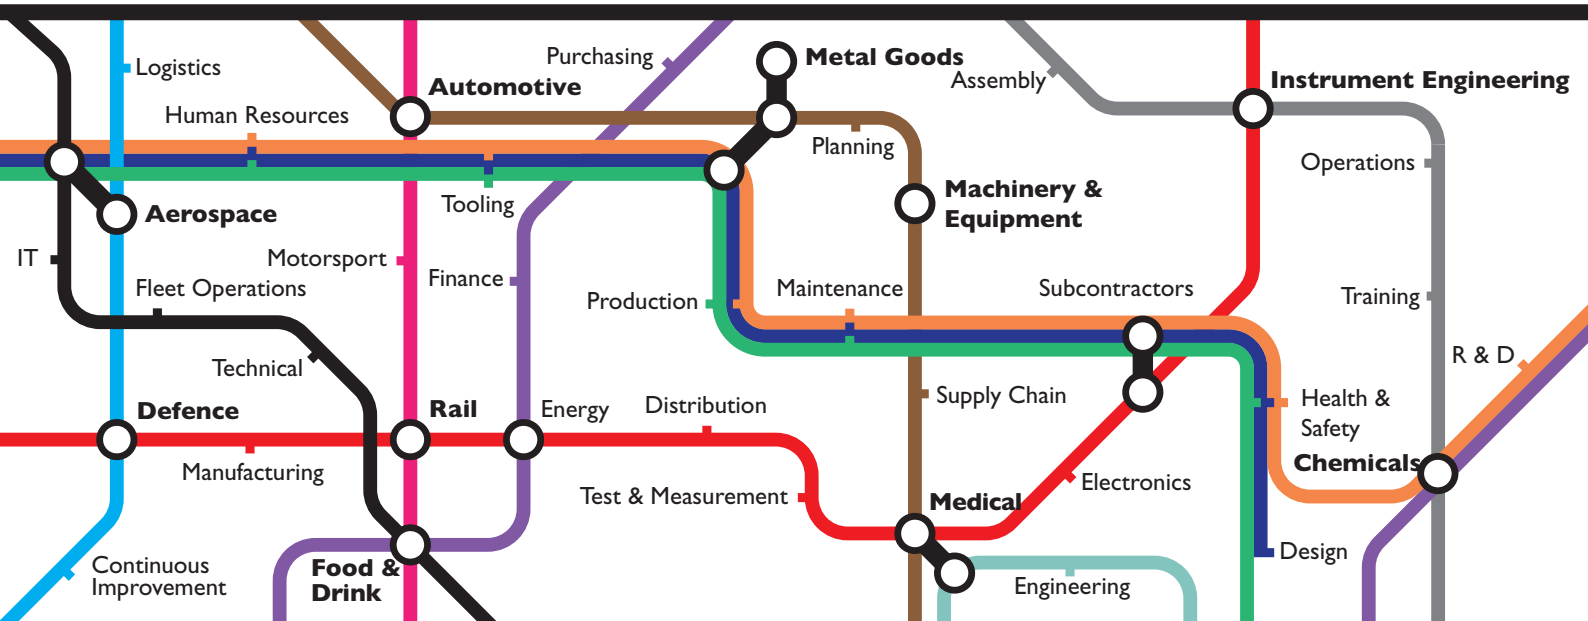 Purchasing
Metal Goods
Logistics
Assembly
Instrument Engineering
Automotive
Human Resources
Planning
Operations
Machinery &
Equipment
Tooling
Aerospace
IT
Motorsport
Finance
Fleet Operations
Production
Maintenance
Subcontractors
Training
Technical
R & D
Supply Chain
Health &
Safety
Defence
Rail
Energy
Distribution
Chemicals
Manufacturing
Test & Measurement
Electronics
Medical
Design
Continuous
Improvement
Food &
Drink
Engineering